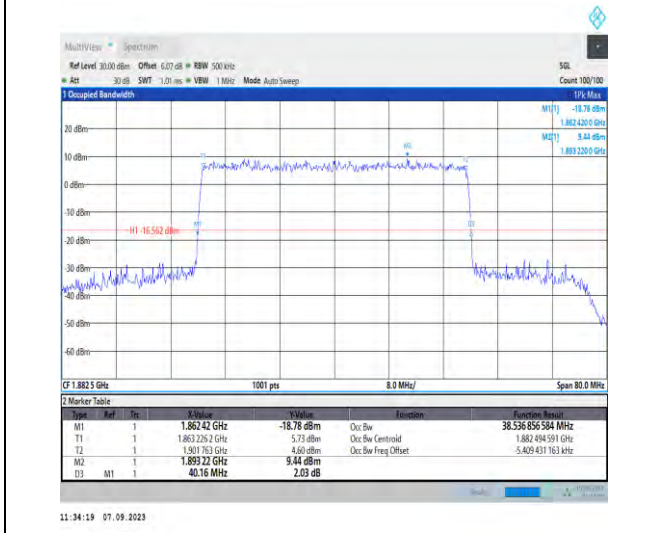 MultiView Spectrum
Ref Level 30.00 dBm Offset 6.07 dB RBW 500 kHz SGL
Att 30 dB SWT 1.01 ms VBW 1 MHz Mode Auto Sweep Count 100/100
1 Occupied Bandwidth 1Pk Max
M1[1] -18.78 dBm
1.862 420 0 GHz
M2[1] 9.44 dBm
1.893 220 0 GHz
20 dBm
10 dBm
0 dBm
-10 dBm
H1 -16.562 dBm
-20 dBm
-30 dBm
-40 dBm
-50 dBm
-60 dBm
T1
M2
T2
M1
D3
CF 1.882 5 GHz 1001 pts 8.0 MHz/ Span 80.0 MHz
2 Marker Table
Type Ref Trc X-Value Y-Value Function Function Result
M1 1 1.862 42 GHz -18.78 dBm Occ Bw 38.536 856 584 MHz
T1 1 1.863 226 2 GHz 5.73 dBm Occ Bw Centroid 1.882 494 591 GHz
T2 1 1.901 763 GHz 4.60 dBm Occ Bw Freq Offset -5.409 431 163 kHz
M2 1 1.893 22 GHz 9.44 dBm
D3 M1 1 40.16 MHz 2.03 dB
Ready
11:34:19 07.09.2023